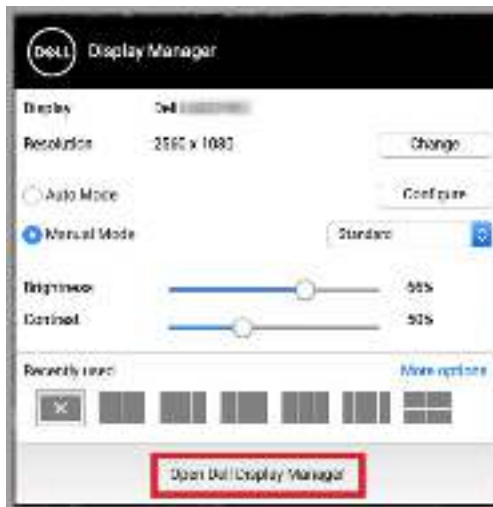 DELL Display Manager
Display Dell
Resolution 2560 x 1080 Change
Auto Mode Configure
Manual Mode Standard
Brightness
Contrast 50%
Recently used More options
Open Dell Display Manager